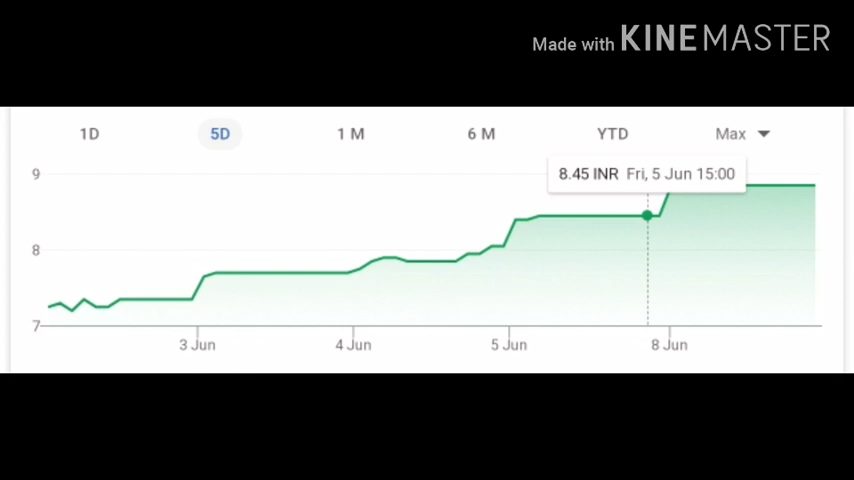 Made with KINEMASTER
1D 5D 1 M 6 M YTD Max
8.45 INR Fri, 5 Jun 15:00
9
8
7
3 Jun 4 Jun 5 Jun 8 Jun